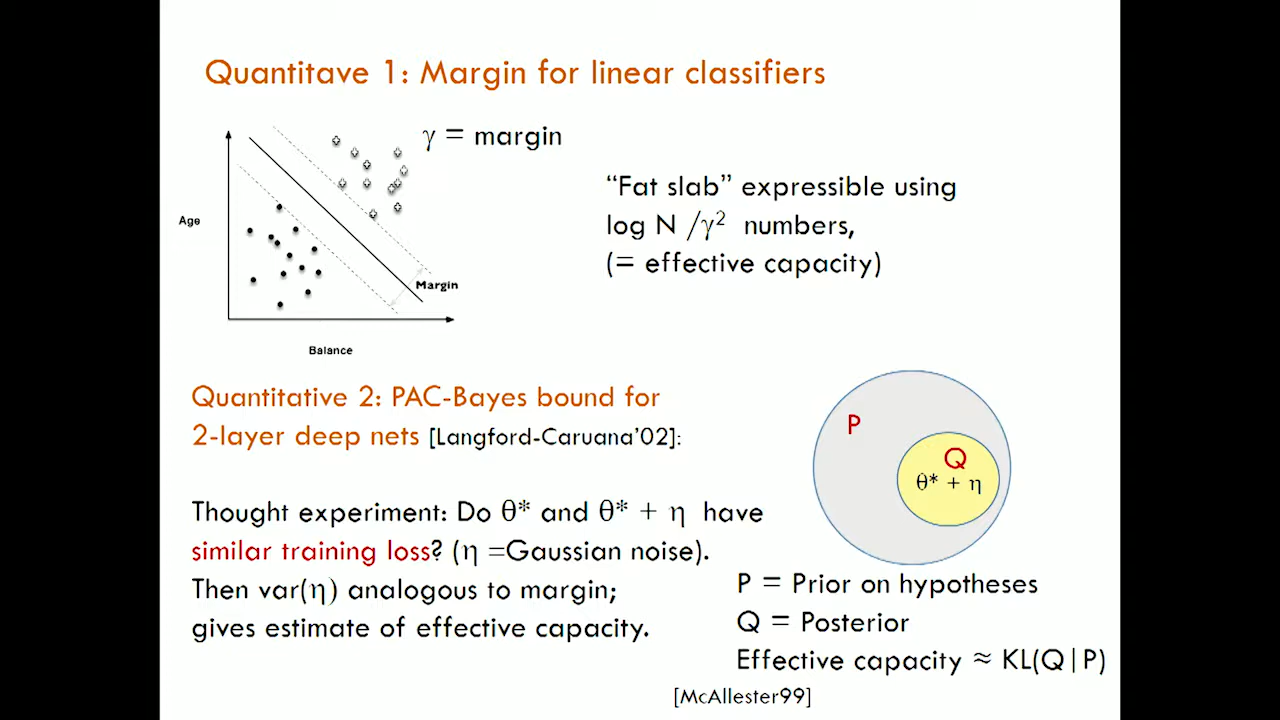 Quantitave 1: Margin for linear classifiers
γ = margin
"Fat slab" expressible using
log N /γ² numbers,
(= effective capacity)
Age
Margin
Balance
Quantitative 2: PAC-Bayes bound for
2-layer deep nets [Langford-Caruana'02]:
P
Q
θ* + η
Thought experiment: Do θ* and θ* + η have
similar training loss? (η =Gaussian noise).
Then var(η) analogous to margin;
gives estimate of effective capacity.
P = Prior on hypotheses
Q = Posterior
Effective capacity ≈ KL(Q|P)
[McAllester99]